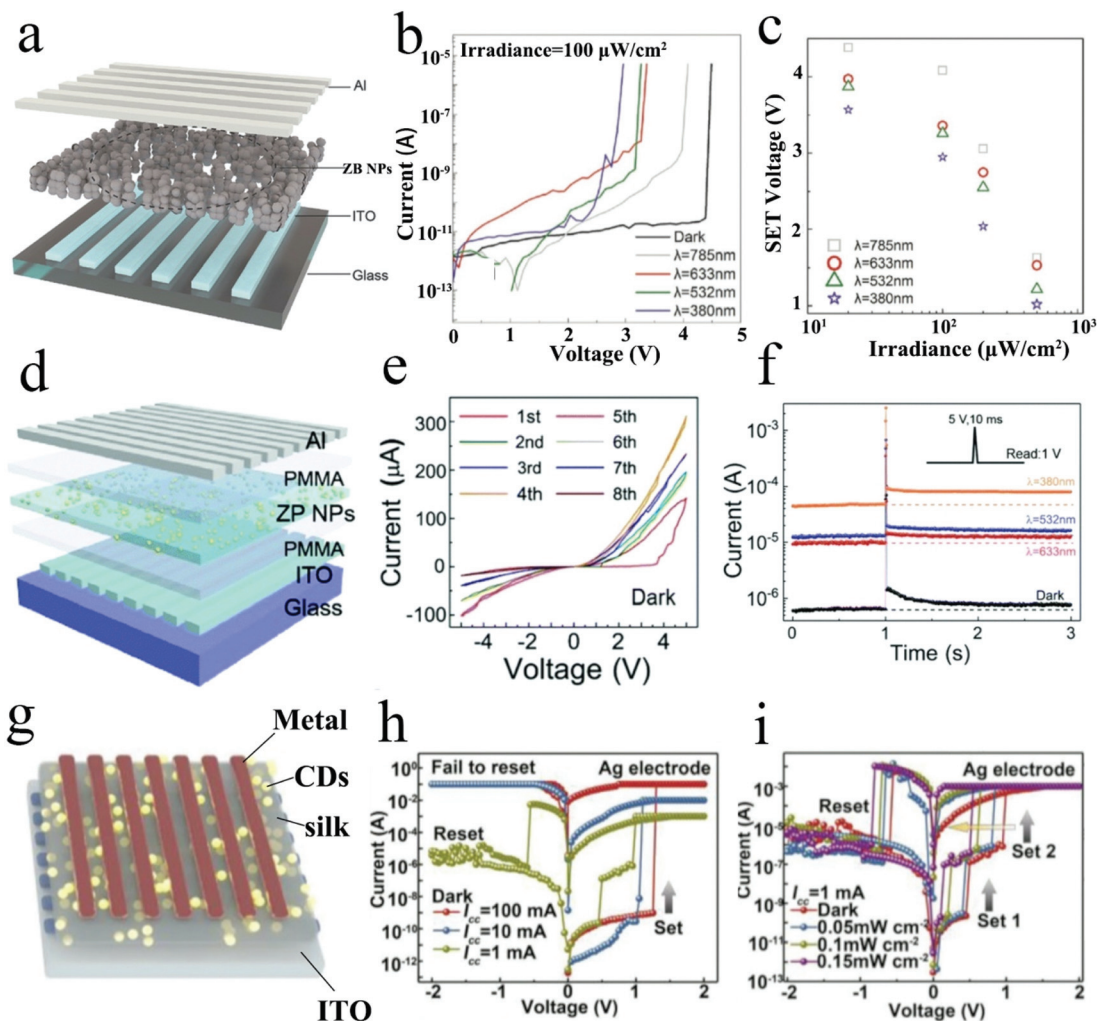 a
Al
ZB NPs
ITO
Glass
b
Irradiance=100 μW/cm²
Current (A)
10⁻⁵
10⁻⁷
10⁻⁹
10⁻¹¹
10⁻¹³
Dark
λ=785nm
λ=633nm
λ=532nm
λ=380nm
0 1 2 3 4 5
Voltage (V)
c
SET Voltage (V)
4
3
2
1
λ=785nm
λ=633nm
λ=532nm
λ=380nm
10¹ 10² 10³
Irradiance (μW/cm²)
d
Al
PMMA
ZP NPs
PMMA
ITO
Glass
e
Current (μA)
300
200
100
0
-100
1st 5th
2nd 6th
3rd 7th
4th 8th
Dark
-4 -2 0 2 4
Voltage (V)
f
Current (A)
10⁻³
10⁻⁴
10⁻⁵
10⁻⁶
5 V,10 ms
Read:1 V
λ=380nm
λ=532nm
λ=633nm
Dark
0 1 2 3
Time (s)
g
Metal
CDs
silk
ITO
h
Current (A)
10⁰
10⁻²
10⁻⁴
10⁻⁶
10⁻⁸
10⁻¹⁰
10⁻¹²
Fail to reset Ag electrode
Reset
Dark
Icc=100 mA
Icc=10 mA
Icc=1 mA
Set
-2 -1 0 1 2
Voltage (V)
i
Current (A)
10⁻¹
10⁻³
10⁻⁵
10⁻⁷
10⁻⁹
10⁻¹¹
10⁻¹³
Ag electrode
Reset
Set 2
Icc=1 mA
Set 1
Dark
0.05mW cm⁻²
0.1mW cm⁻²
0.15mW cm⁻²
-2 -1 0 1 2
Voltage (V)